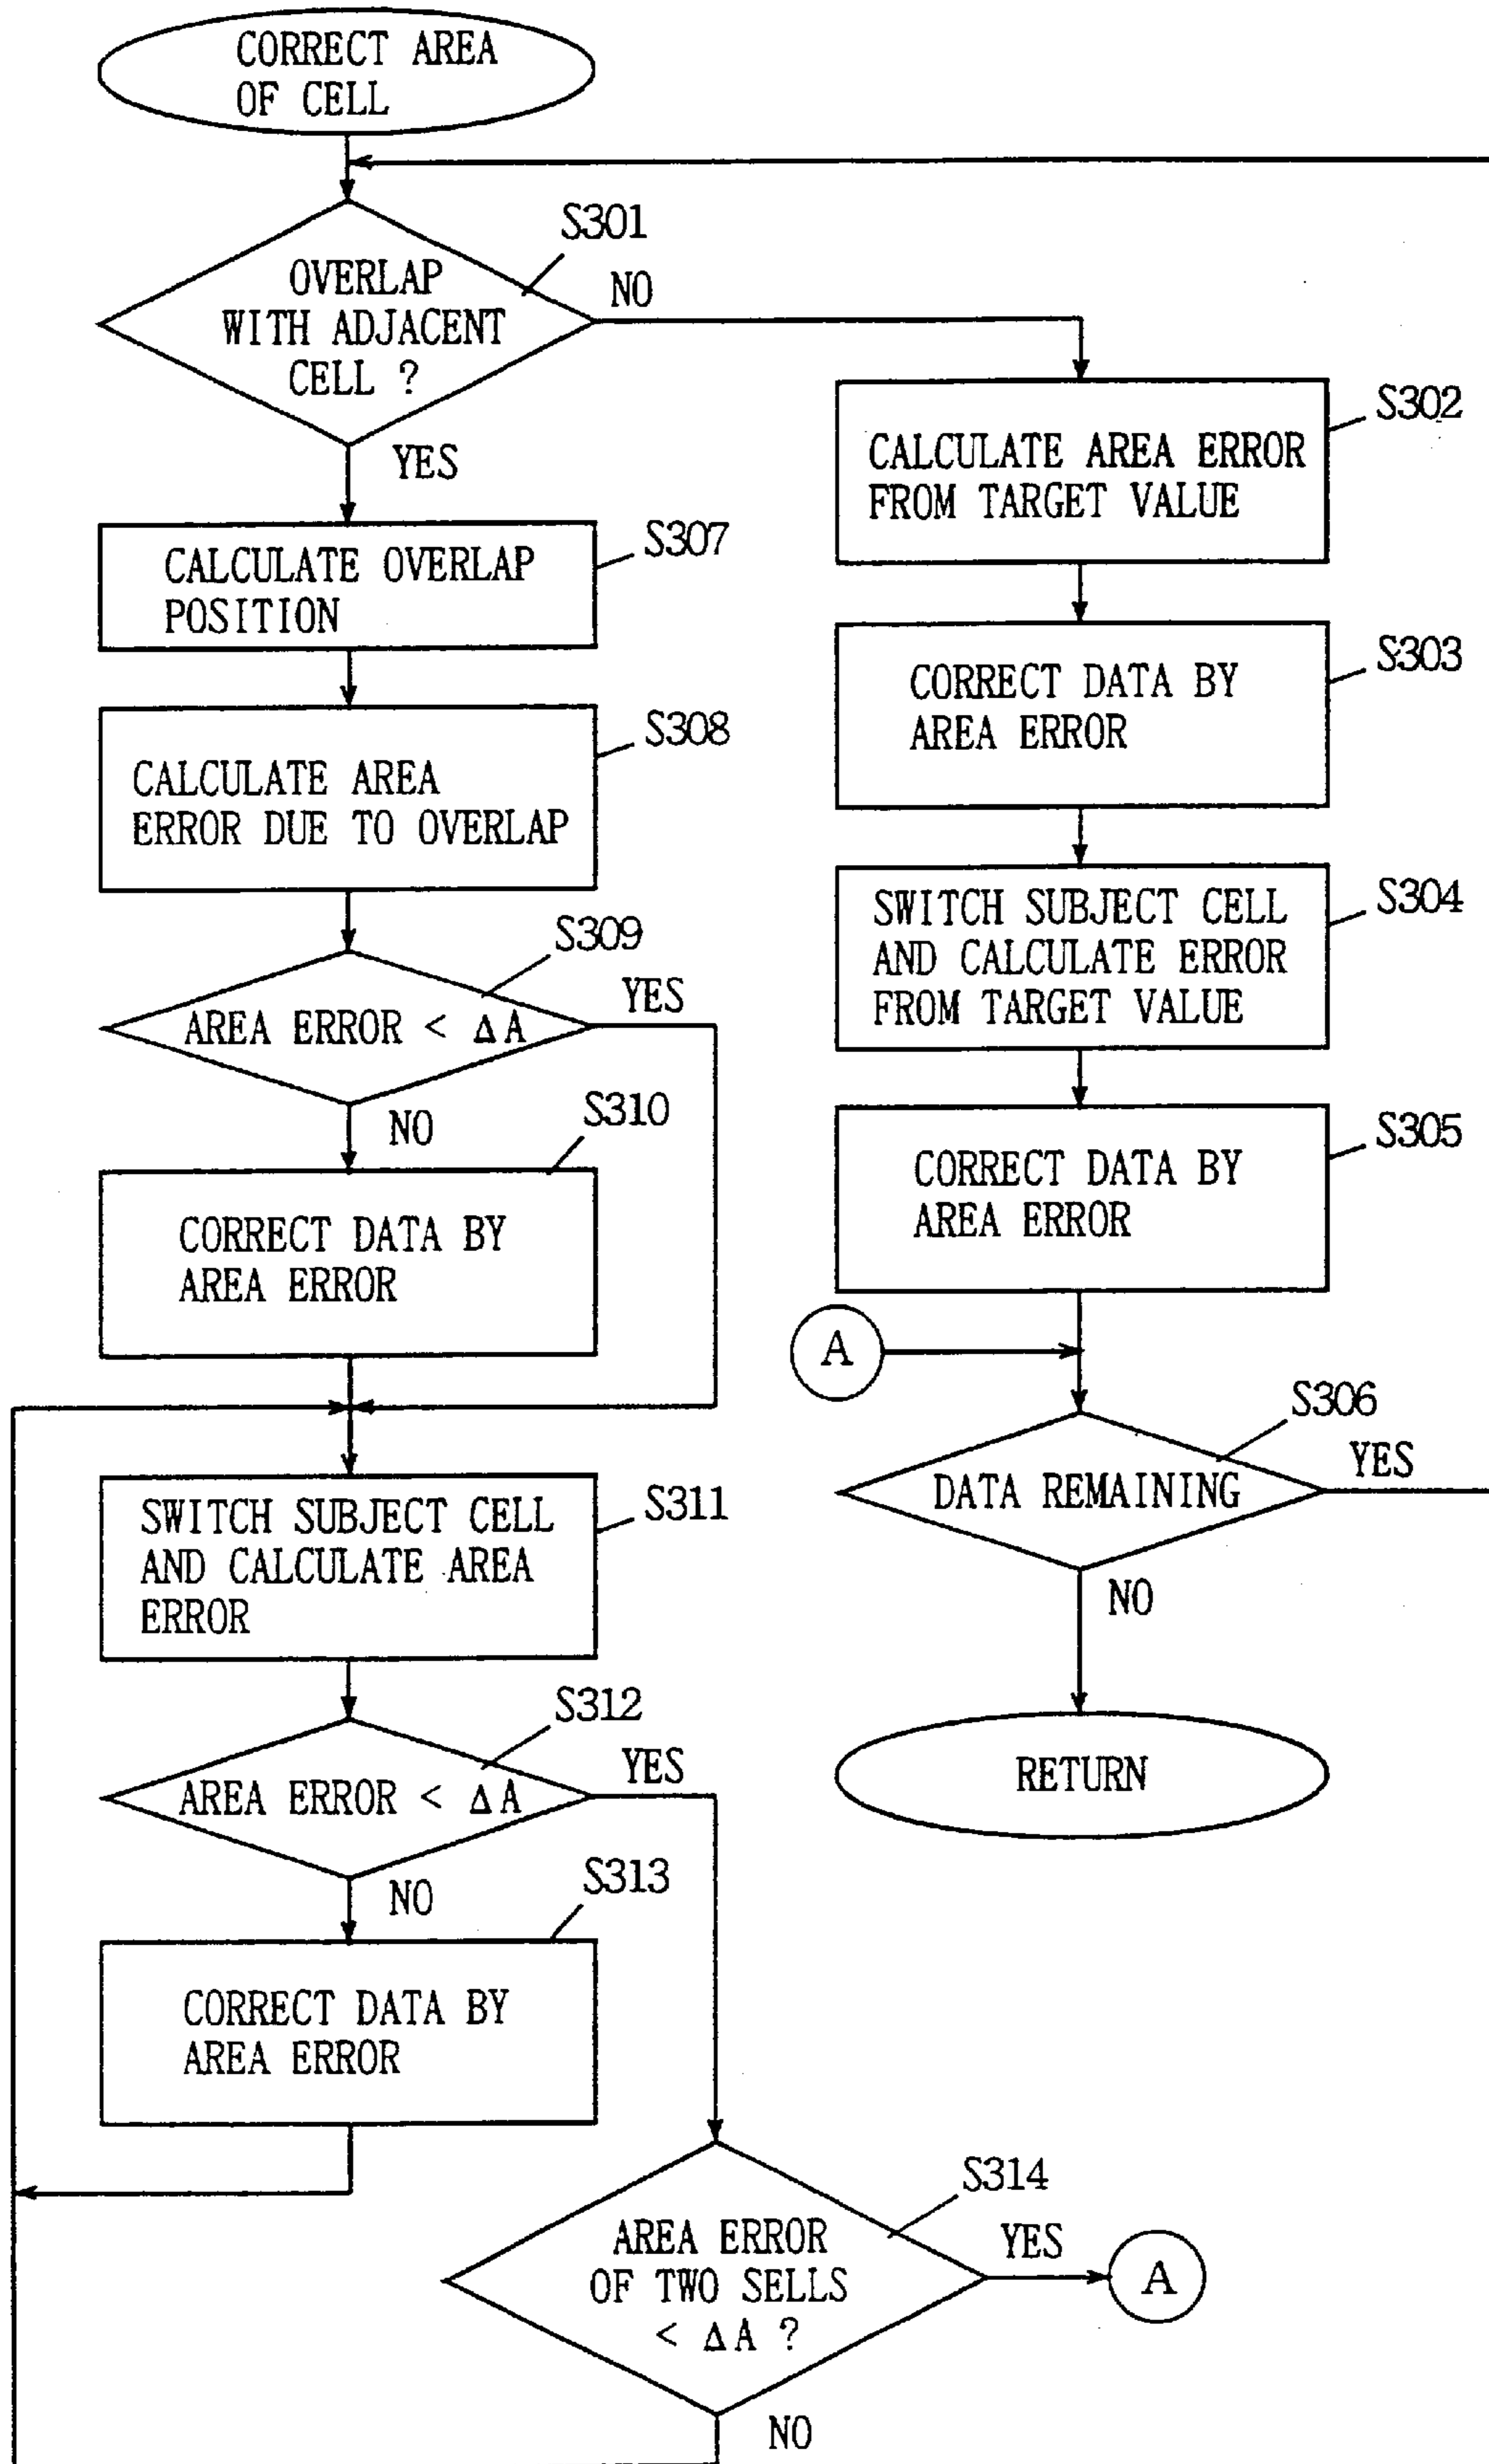 CORRECT AREA
OF CELL
S301
OVERLAP
WITH ADJACENT
CELL ?
NO
YES
S307
CALCULATE OVERLAP
POSITION
S308
CALCULATE AREA
ERROR DUE TO OVERLAP
S309
AREA ERROR < ΔA
YES
NO
S310
CORRECT DATA BY
AREA ERROR
S311
SWITCH SUBJECT CELL
AND CALCULATE AREA
ERROR
S312
AREA ERROR < ΔA
YES
NO
S313
CORRECT DATA BY
AREA ERROR
S314
AREA ERROR
OF TWO SELLS
< ΔA ?
YES
A
NO
S302
CALCULATE AREA ERROR
FROM TARGET VALUE
S303
CORRECT DATA BY
AREA ERROR
S304
SWITCH SUBJECT CELL
AND CALCULATE ERROR
FROM TARGET VALUE
S305
CORRECT DATA BY
AREA ERROR
A
S306
DATA REMAINING
YES
NO
RETURN